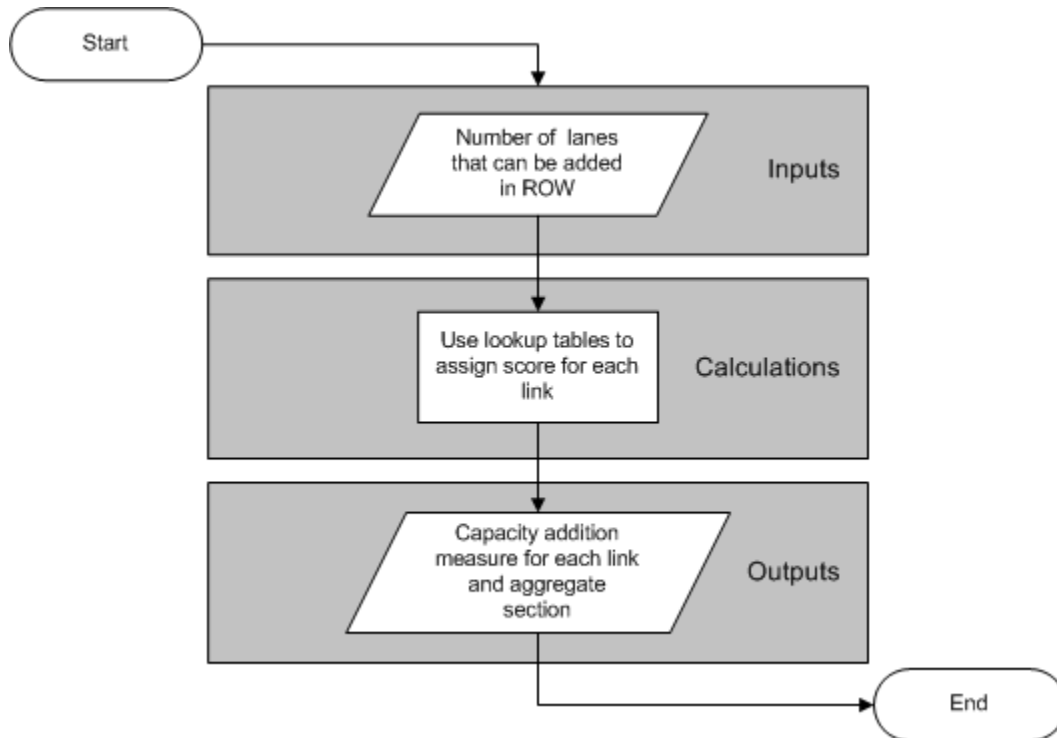 Start
Number of lanes
that can be added
in ROW
Inputs
Use lookup tables to
assign score for each
link
Calculations
Capacity addition
measure for each link
and aggregate
section
Outputs
End